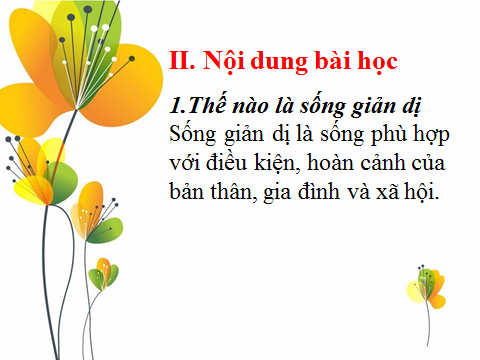 II. Nội dung bài học
1.Thế nào là sống giản dị
Sống giản dị là sống phù hợp
với điều kiện, hoàn cảnh của
bản thân, gia đình và xã hội.